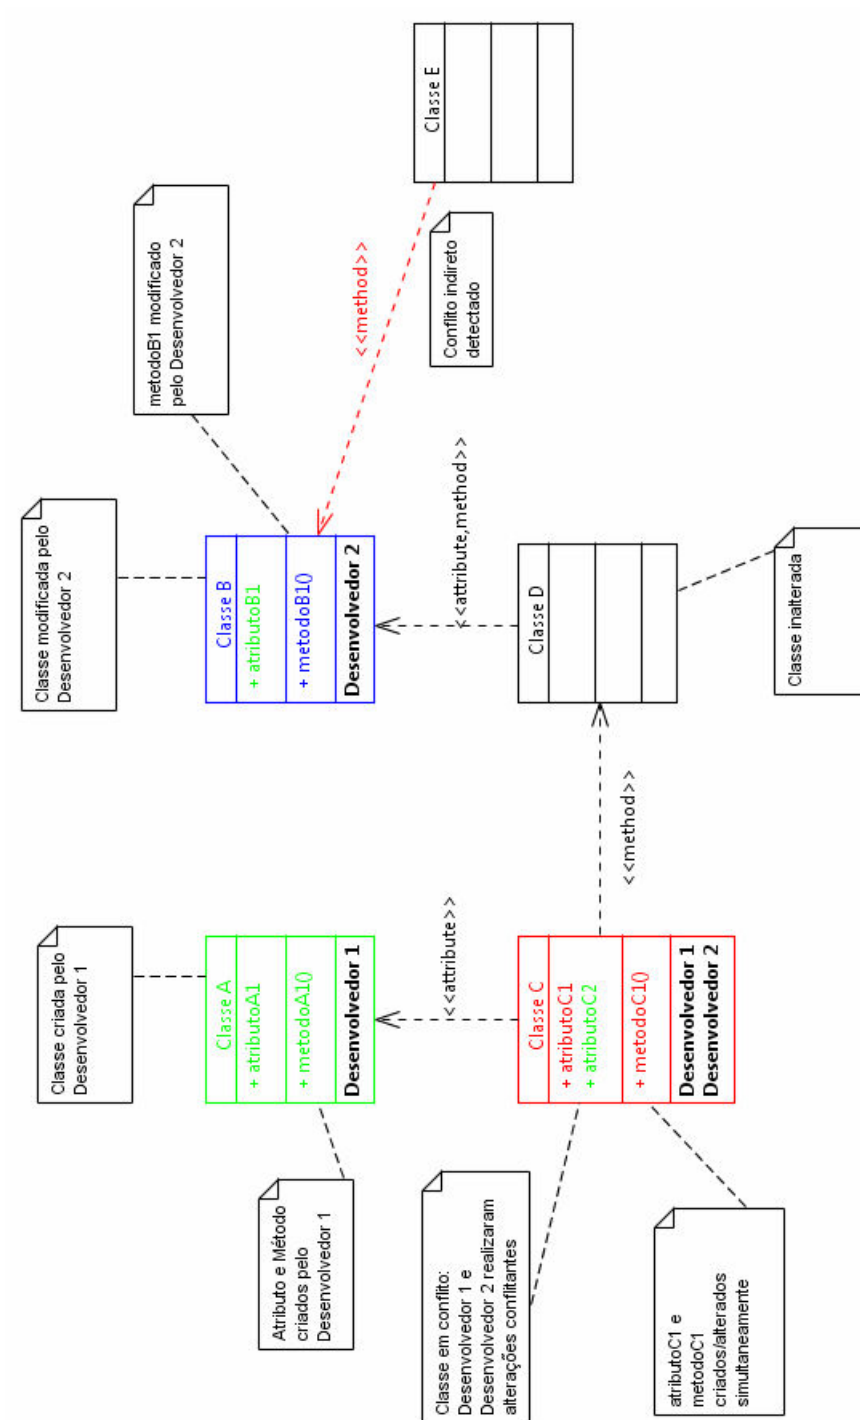 Classe criada pelo
Desenvolvedor 1
Classe modificada pelo
Desenvolvedor 2
metodoB1 modificado
pelo Desenvolvedor 2
Atributo e Método
criados pelo
Desenvolvedor 1
Classe A
+ atributoA1
+ metodoA1()
Desenvolvedor 1
Classe B
+ atributoB1
+ metodoB1()
Desenvolvedor 2
<<method>>
Conflito indireto
detectado
Classe E
<<attribute>>
<<attribute,method>>
Classe em conflito:
Desenvolvedor 1 e
Desenvolvedor 2 realizaram
alterações conflitantes
Classe C
+ atributoC1
+ atributoC2
+ metodoC1()
Desenvolvedor 1
Desenvolvedor 2
<<method>>
Classe D
atributoC1 e
metodoC1
criados/alterados
simultaneamente
Classe inalterada